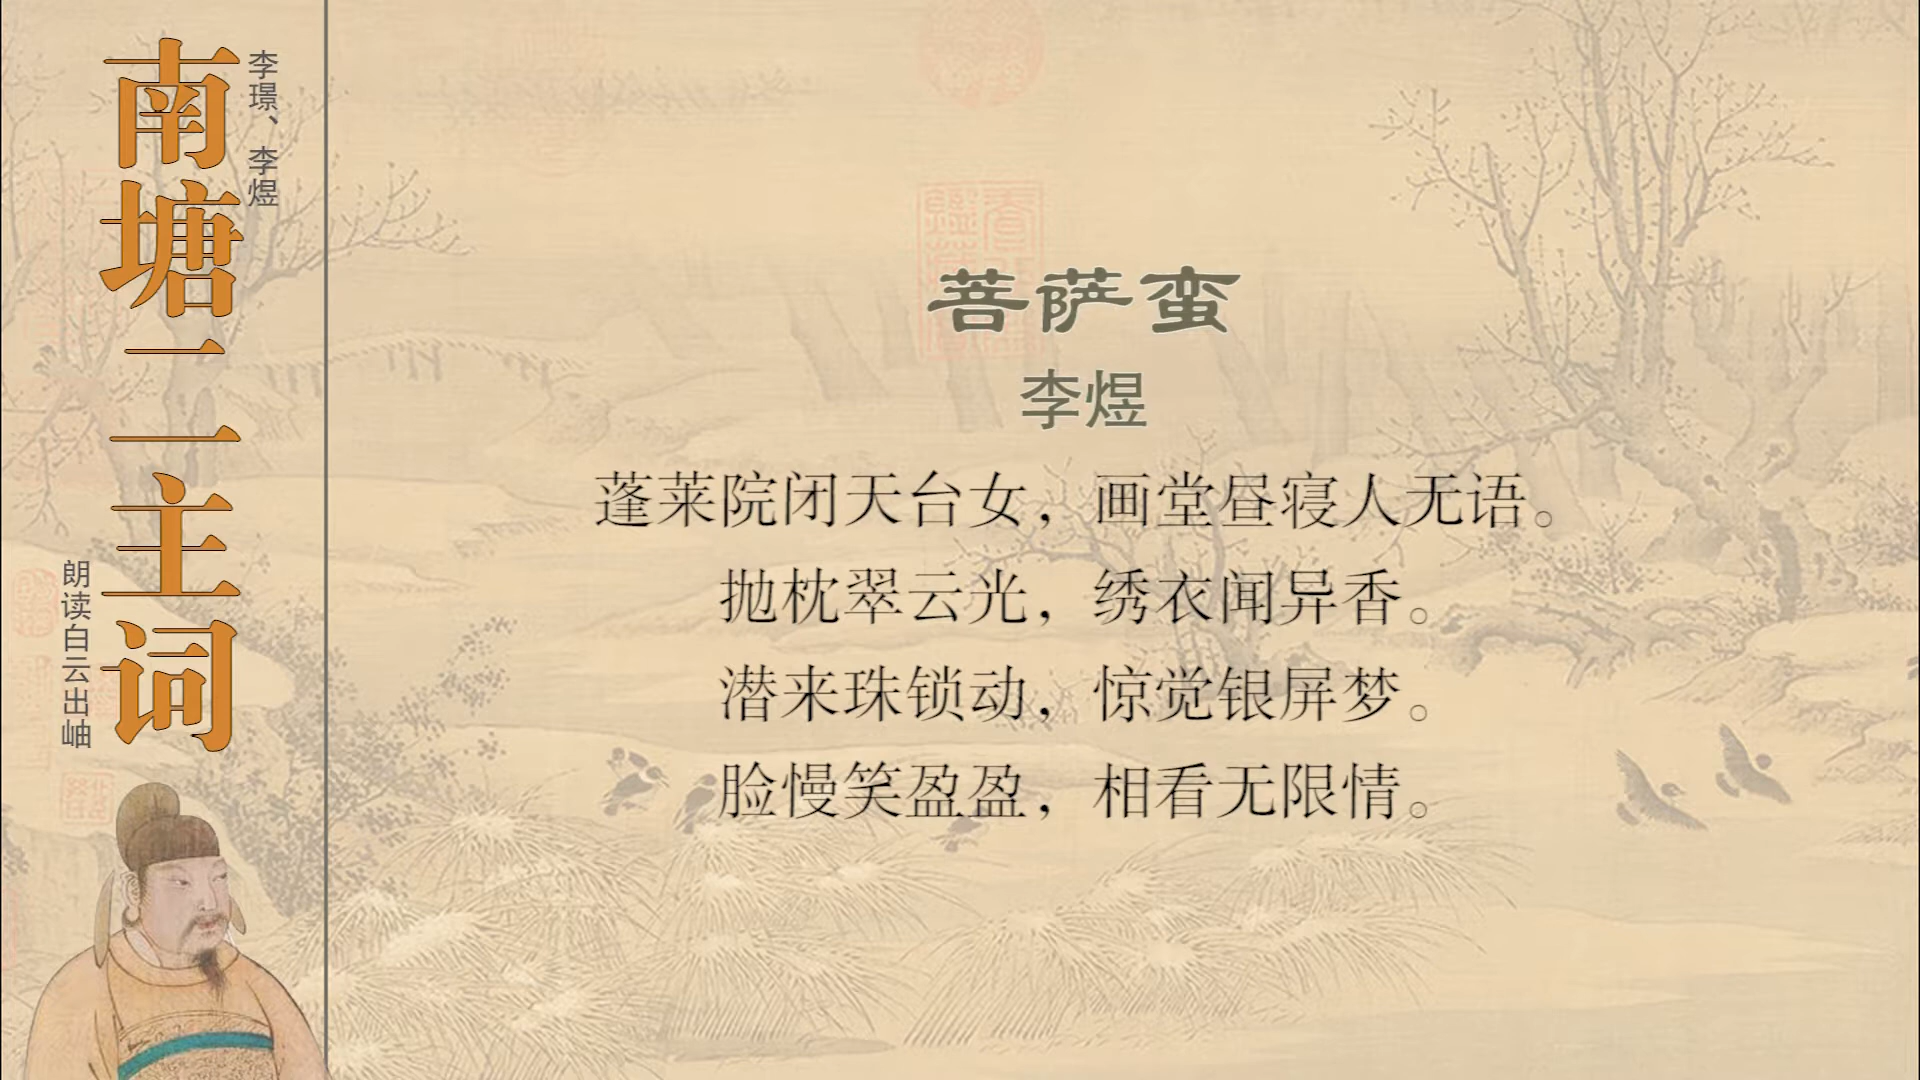 南塘二主词
李璟、李煜
朗读白云出岫
菩萨蛮
李煜
蓬莱院闭天台女，画堂昼寝人无语。
抛枕翠云光，绣衣闻异香。
潜来珠锁动，惊觉银屏梦。
脸慢笑盈盈，相看无限情。